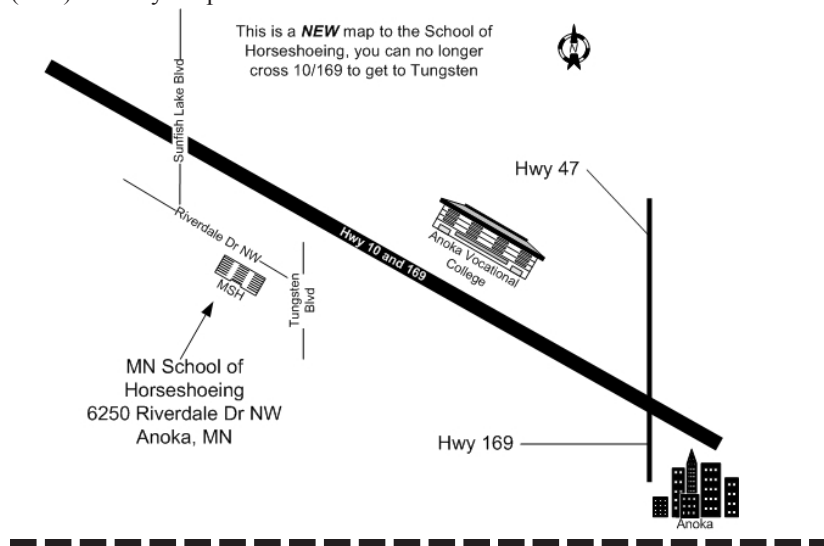 This is a NEW map to the School of
Horseshoeing, you can no longer
cross 10/169 to get to Tungsten
N
Sunfish Lake Blvd
Hwy 47
Riverdale Dr NW
Hwy 10 and 169
Anoka Vocational
College
MSH
Tungsten
Blvd
MN School of
Horseshoeing
6250 Riverdale Dr NW
Anoka, MN
Hwy 169
Anoka